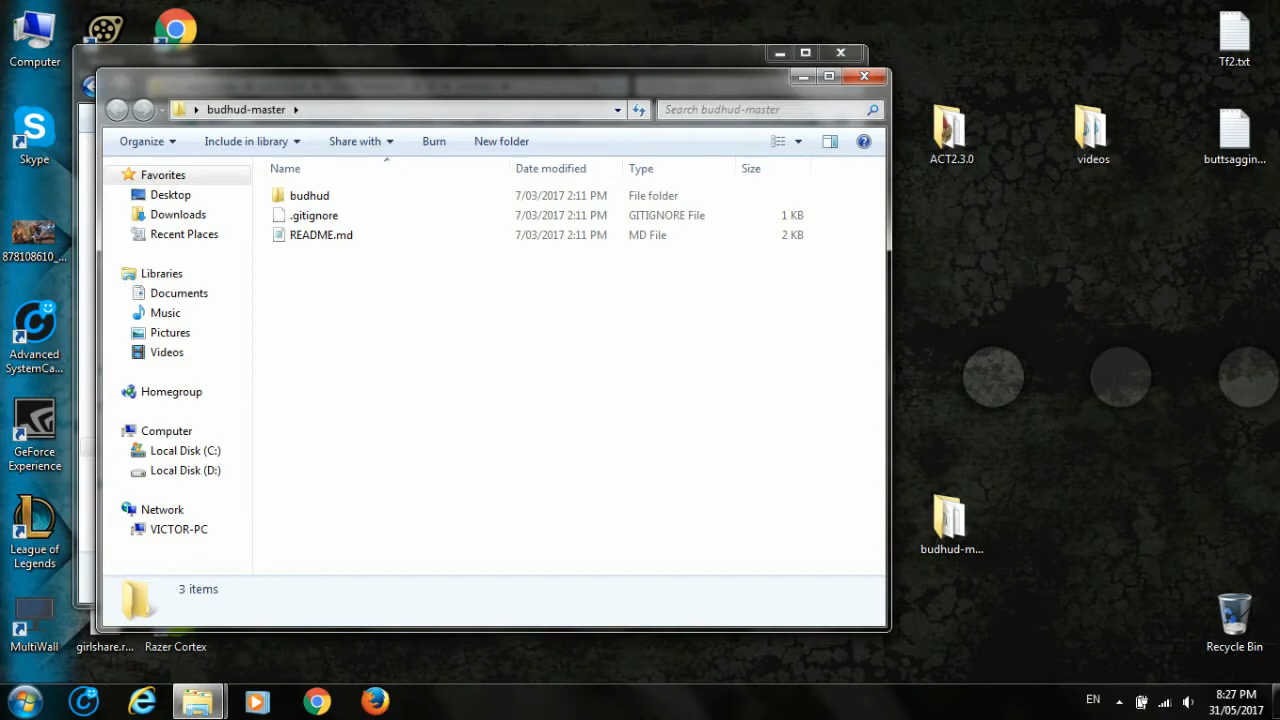 Computer
Skype
878108610_...
Advanced
SystemCa...
GeForce
Experience
League of
Legends
MultiWall
girlshare.r...
Razer Cortex
budhud-master
Search budhud-master
Organize
Include in library
Share with
Burn
New folder
Name
Date modified
Type
Size
budhud
7/03/2017 2:11 PM
File folder
.gitignore
7/03/2017 2:11 PM
GITIGNORE File
1 KB
README.md
7/03/2017 2:11 PM
MD File
2 KB
Favorites
Desktop
Downloads
Recent Places
Libraries
Documents
Music
Pictures
Videos
Homegroup
Computer
Local Disk (C:)
Local Disk (D:)
Network
VICTOR-PC
3 items
Tf2.txt
ACT2.3.0
videos
buttsaggin...
budhud-m...
Recycle Bin
EN
8:27 PM
31/05/2017